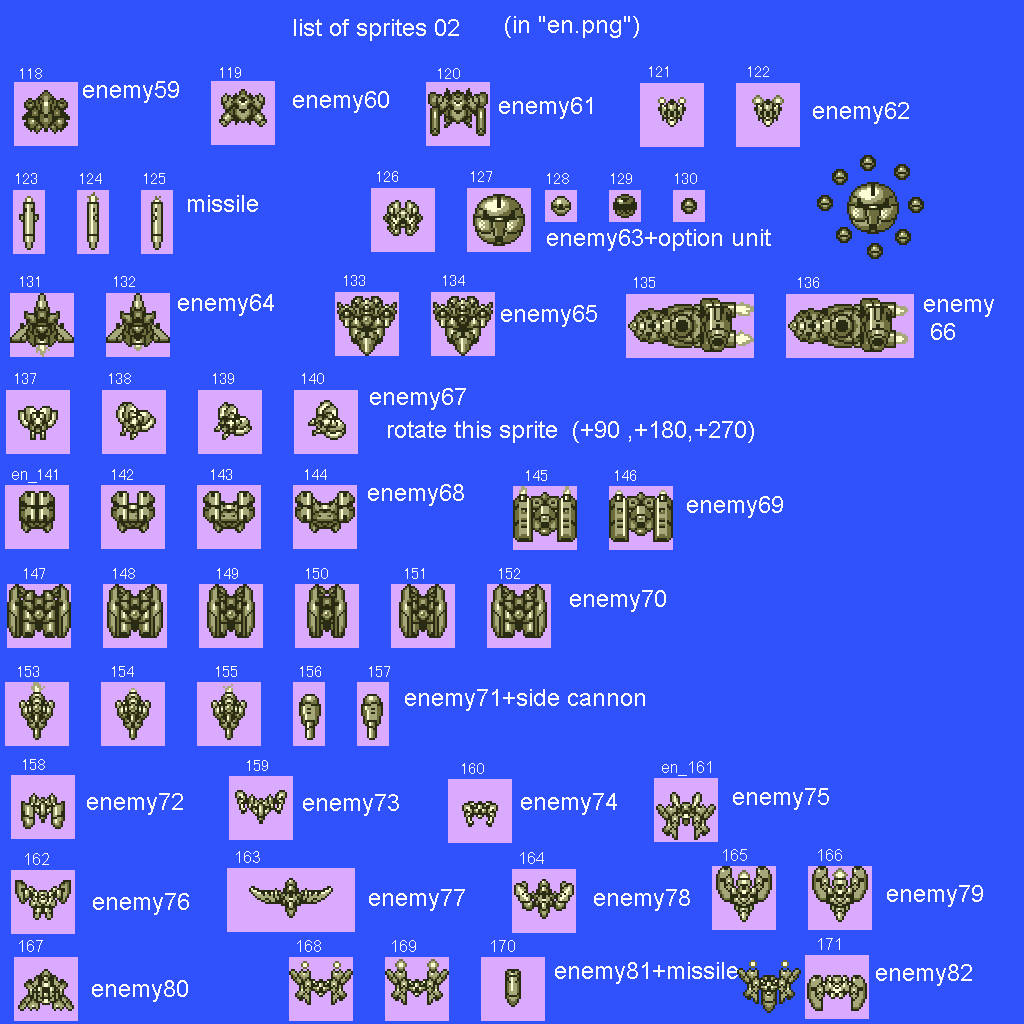 list of sprites 02 (in "en.png")
118 enemy59 119 enemy60 120 enemy61 121 122 enemy62
123 124 125 missile 126 127 128 129 130
enemy63+option unit
131 132 enemy64 133 134 enemy65 135 136 enemy
66
137 138 139 140 enemy67
rotate this sprite (+90 ,+180,+270)
en_141 142 143 144 enemy68 145 146 enemy69
147 148 149 150 151 152 enemy70
153 154 155 156 157 enemy71+side cannon
158 enemy72 159 enemy73 160 enemy74 en_161 enemy75
162 enemy76 163 enemy77 164 enemy78 165 166 enemy79
167 enemy80 168 169 170 enemy81+missile 171 enemy82